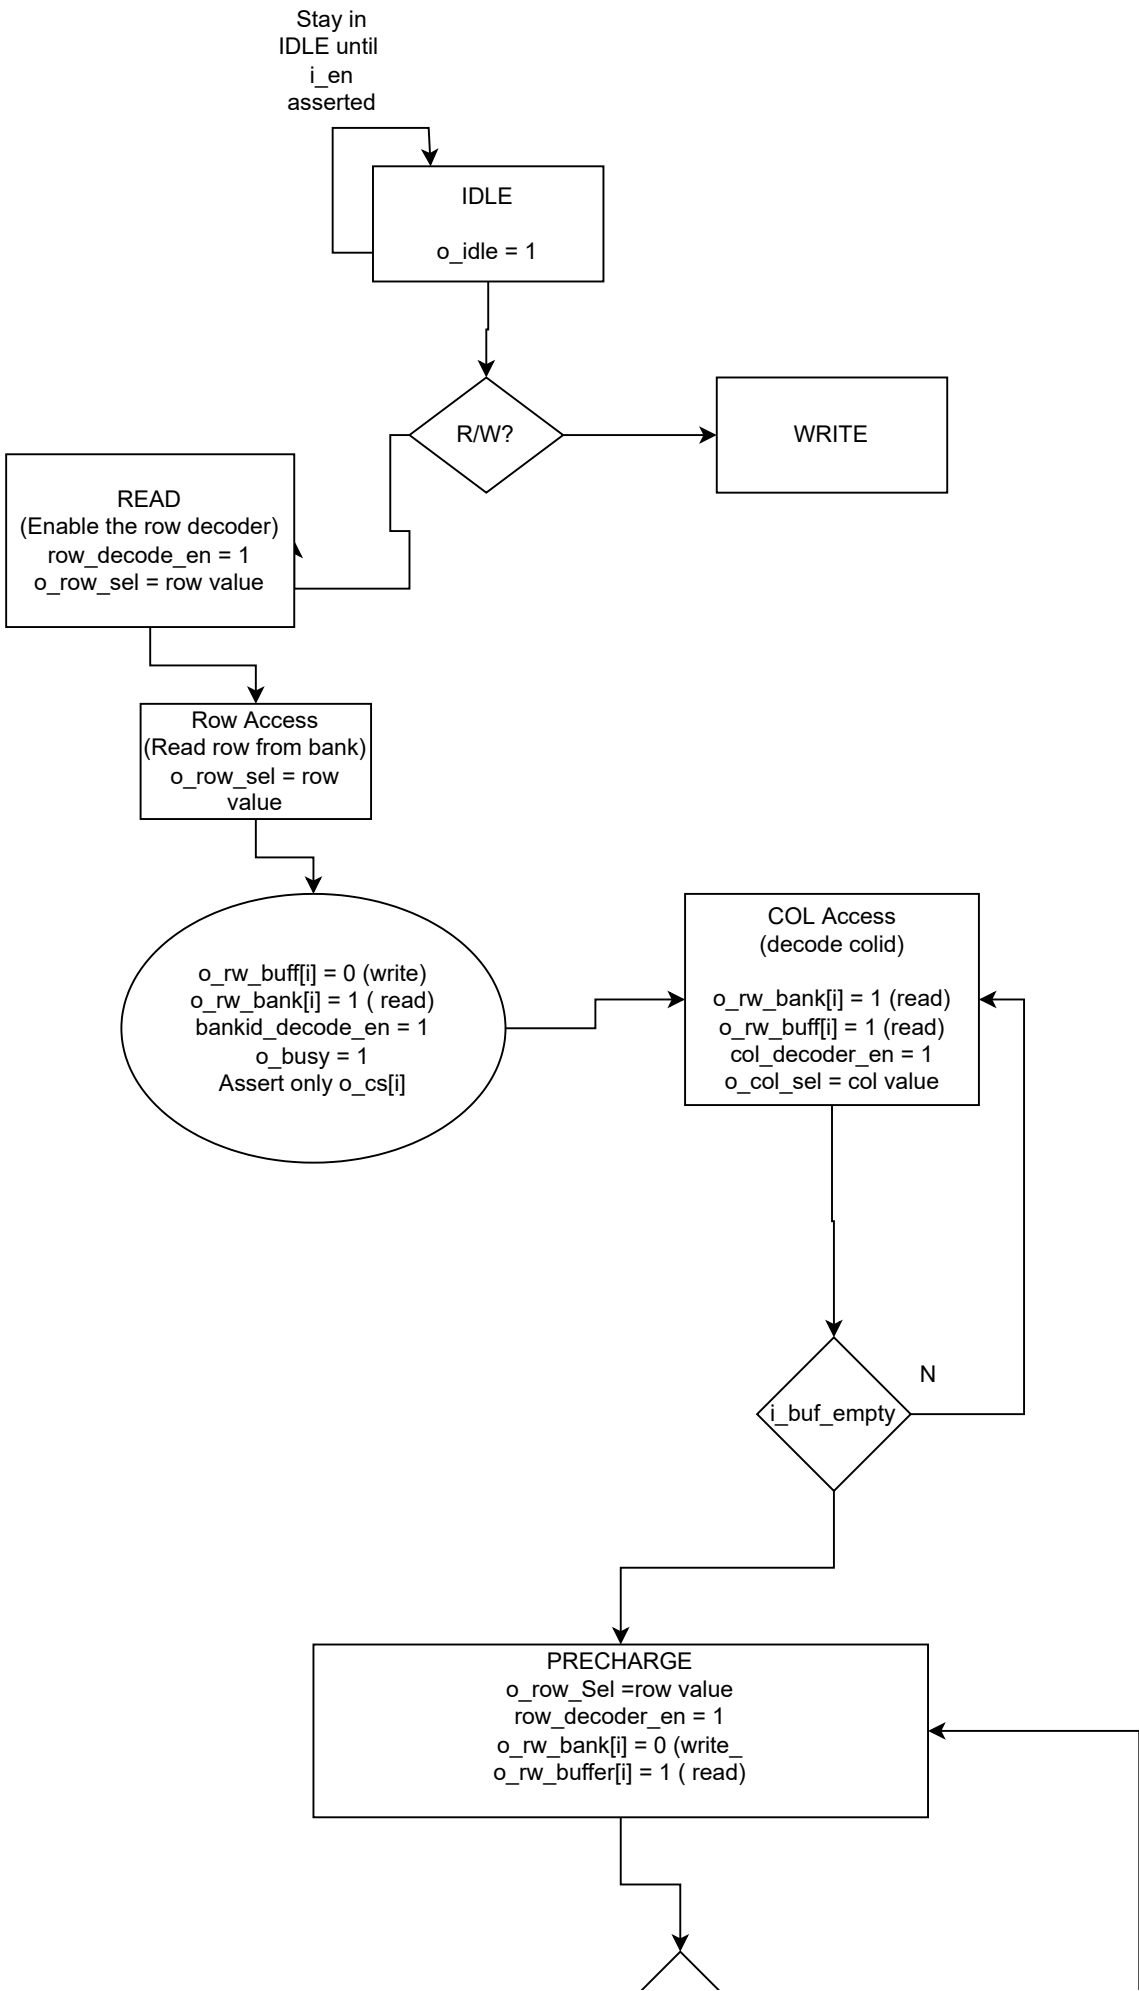 Stay in
IDLE until
i_en
asserted
IDLE
o_idle = 1
R/W?
WRITE
READ
(Enable the row decoder)
row_decode_en = 1
o_row_sel = row value
Row Access
(Read row from bank)
o_row_sel = row
value
o_rw_buff[i] = 0 (write)
o_rw_bank[i] = 1 ( read)
bankid_decode_en = 1
o_busy = 1
Assert only o_cs[i]
COL Access
(decode colid)
o_rw_bank[i] = 1 (read)
o_rw_buff[i] = 1 (read)
col_decoder_en = 1
o_col_sel = col value
N
i_buf_empty
PRECHARGE
o_row_Sel =row value
row_decoder_en = 1
o_rw_bank[i] = 0 (write_
o_rw_buffer[i] = 1 ( read)